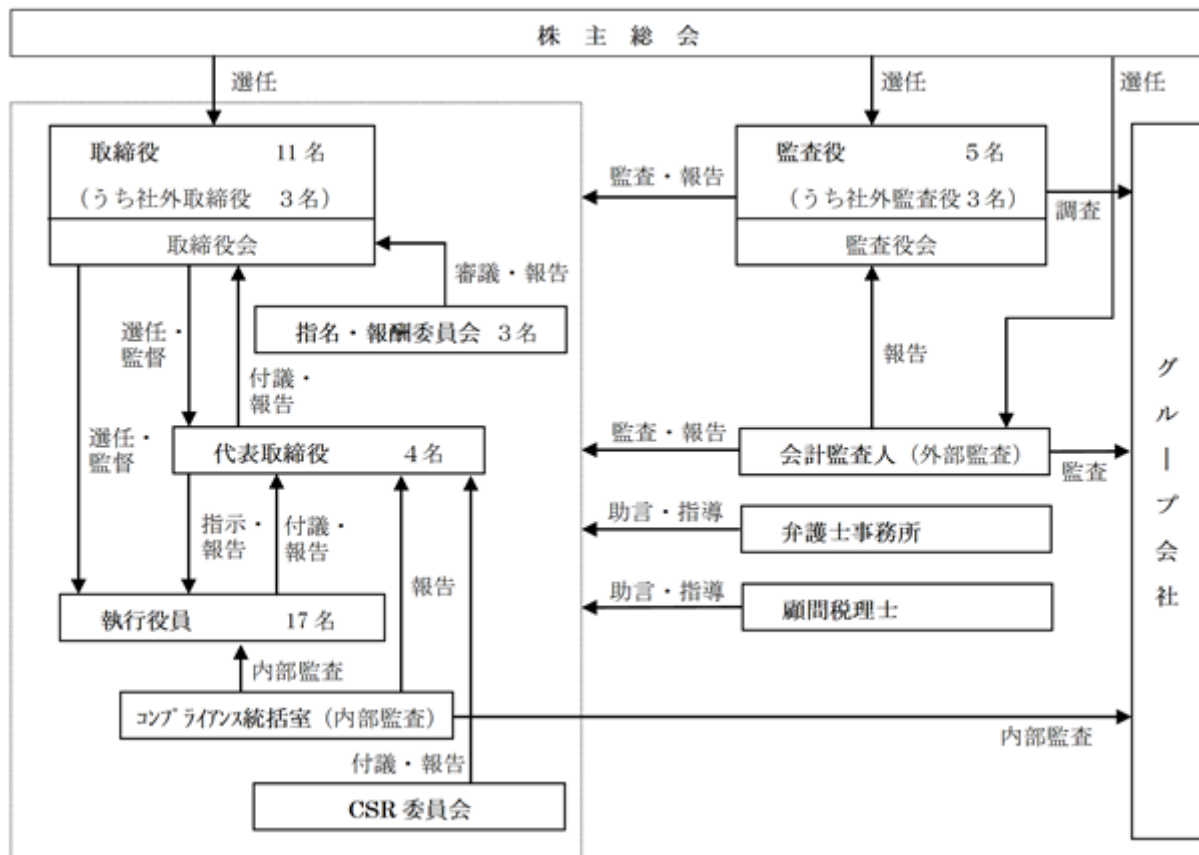 株 主 総 会
選任
選任
選任
取締役 11 名
(うち社外取締役 3 名)
取締役会
監査役 5 名
(うち社外監査役 3 名)
監査役会
監査・報告
調査
審議・報告
指名・報酬委員会 3 名
選任・
監督
付議・
報告
報告
選任・
監督
代表取締役 4 名
監査・報告
会計監査人(外部監査)
監査
グループ会社
指示・
報告
付議・
報告
報告
助言・指導
弁護士事務所
執行役員 17 名
助言・指導
顧問税理士
内部監査
コンプライアンス統括室(内部監査)
内部監査
付議・報告
CSR 委員会